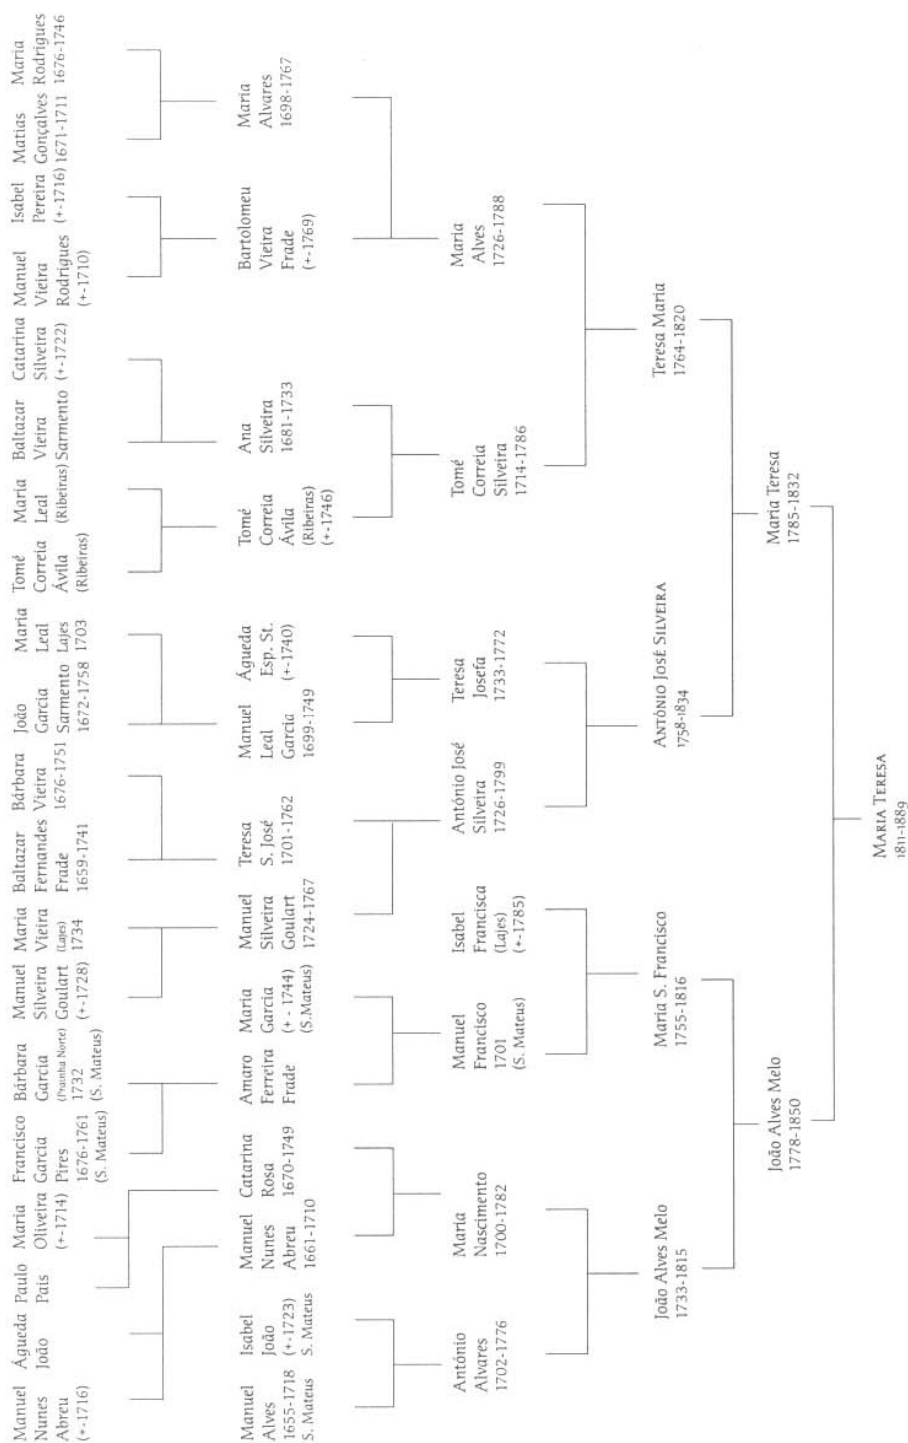 Manuel
Nunes
Abreu
(+-1716)
Águeda
João
Paulo
Pais
Maria
Oliveira
(+-1714)
Francisco
Garcia
Pires
1676-1761
(S. Mateus)
Bárbara
Garcia
(Prainha Norte)
1732
(S. Mateus)
Manuel
Silveira
Goulart
(+-1728)
Maria
Vieira
(Lajes)
1734
Baltazar
Fernandes
Frade
1659-1741
Bárbara
Vieira
1676-1751
João
Garcia
Sarmento
1672-1758
Maria
Leal
Lajes
1703
Tomé
Correia
Ávila
(Ribeiras)
Maria
Leal
(Ribeiras)
Baltazar
Vieira
Sarmento
Catarina
Silveira
(+-1722)
Manuel
Vieira
Rodrigues
(+-1710)
Isabel
Pereira
(+-1716)
Matias
Gonçalves
1671-1711
Maria
Rodrigues
1676-1746
Manuel
Alves
1655-1718
S. Mateus
Isabel
João
(+-1723)
S. Mateus
Manuel
Nunes
Abreu
1661-1710
Catarina
Rosa
1670-1749
Amaro
Ferreira
Frade
Maria
Garcia
(+ - 1744)
(S.Mateus)
Manuel
Silveira
Goulart
1724-1767
Teresa
S. José
1701-1762
Manuel
Leal
Garcia
1699-1749
Águeda
Esp. St.
(+-1740)
Tomé
Correia
Ávila
(Ribeiras)
(+-1746)
Ana
Silveira
1681-1733
Bartolomeu
Vieira
Frade
(+-1769)
Maria
Alvares
1698-1767
António
Alvares
1702-1776
Maria
Nascimento
1700-1782
Manuel
Francisco
1701
(S. Mateus)
Isabel
Francisca
(Lajes)
(+-1785)
António José
Silveira
1726-1799
Teresa
Josefa
1733-1772
Tomé
Correia
Silveira
1714-1786
Maria
Alves
1726-1788
João Alves Melo
1733-1815
Maria S. Francisco
1755-1816
ANTÓNIO JOSÉ SILVEIRA
1758-1834
Teresa Maria
1764-1820
João Alves Melo
1778-1850
Maria Teresa
1785-1832
MARIA TERESA
1811-1889